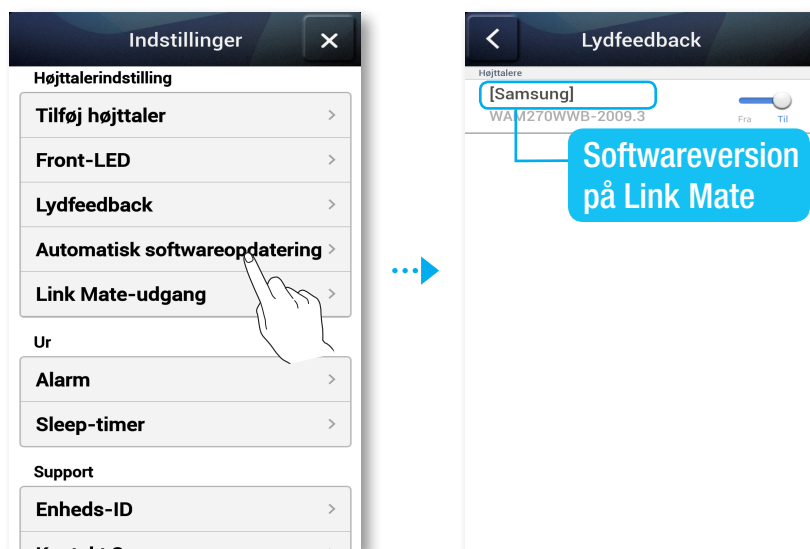 Indstillinger
Højttalerindstilling
Tilføj højttaler
Front-LED
Lydfeedback
Automatisk softwareopdatering
Link Mate-udgang
Ur
Alarm
Sleep-timer
Support
Enheds-ID
Lydfeedback
Højttalere
[Samsung]
WAM270WWB-2009.3
Fra Til
Softwareversion
på Link Mate